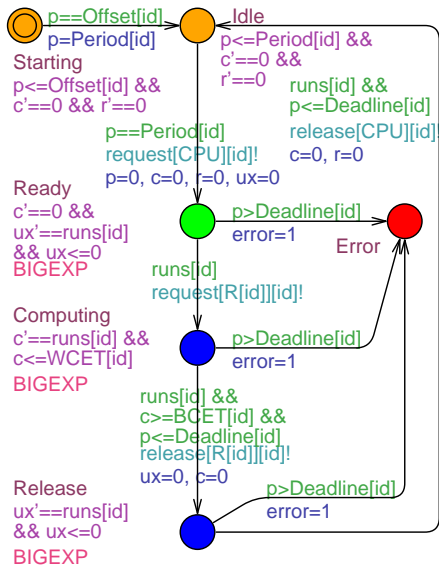 p==Offset[id]
p=Period[id]
Starting
p<=Offset[id] &&
c'==0 && r'==0
Idle
p<=Period[id] &&
c'==0 &&
r'==0
runs[id] &&
p<=Deadline[id]
release[CPU][id]!
c=0, r=0
p==Period[id]
request[CPU][id]!
p=0, c=0, r=0, ux=0
Ready
c'==0 &&
ux'==runs[id]
&& ux<=0
BIGEXP
p>Deadline[id]
error=1
Error
runs[id]
request[R[id]][id]!
Computing
c'==runs[id] &&
c<=WCET[id]
BIGEXP
p>Deadline[id]
error=1
runs[id] &&
c>=BCET[id] &&
p<=Deadline[id]
release[R[id]][id]!
ux=0, c=0
Release
ux'==runs[id]
&& ux<=0
BIGEXP
p>Deadline[id]
error=1